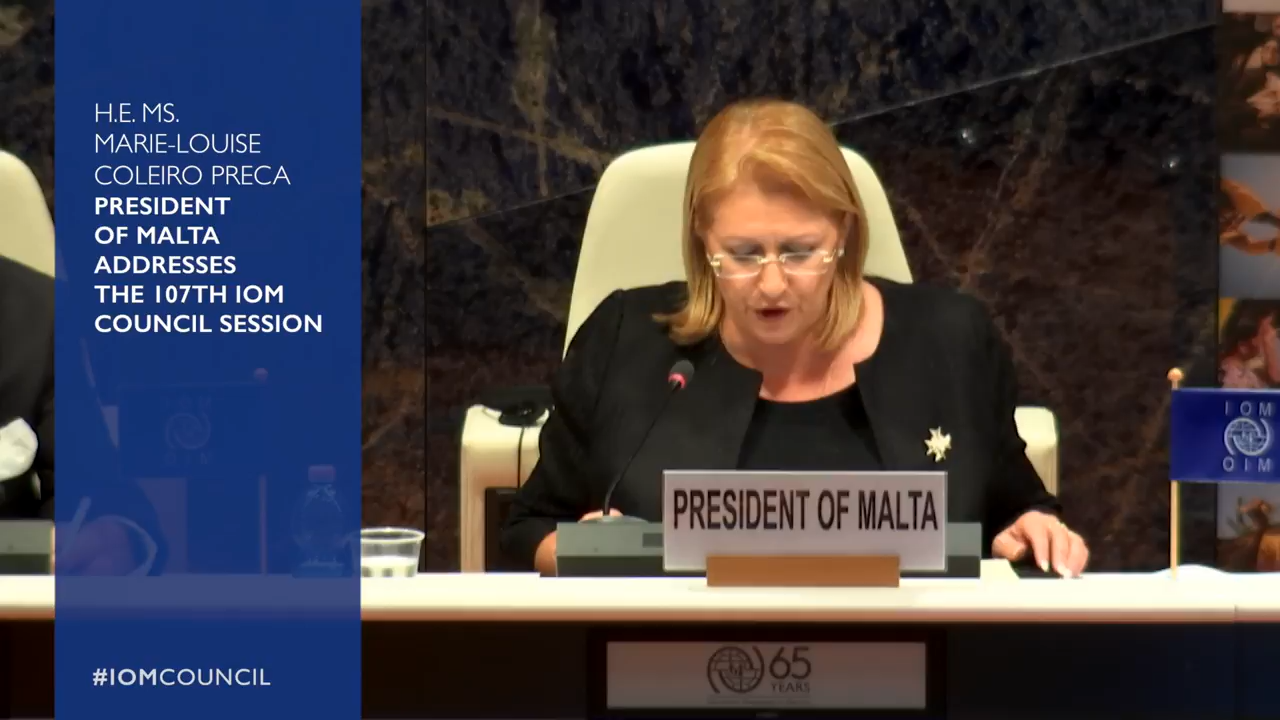 H.E. MS.
MARIE-LOUISE
COLEIRO PRECA
PRESIDENT
OF MALTA
ADDRESSES
THE 107TH IOM
COUNCIL SESSION
#IOMCOUNCIL
PRESIDENT OF MALTA
IOM
OIM
65
YEARS